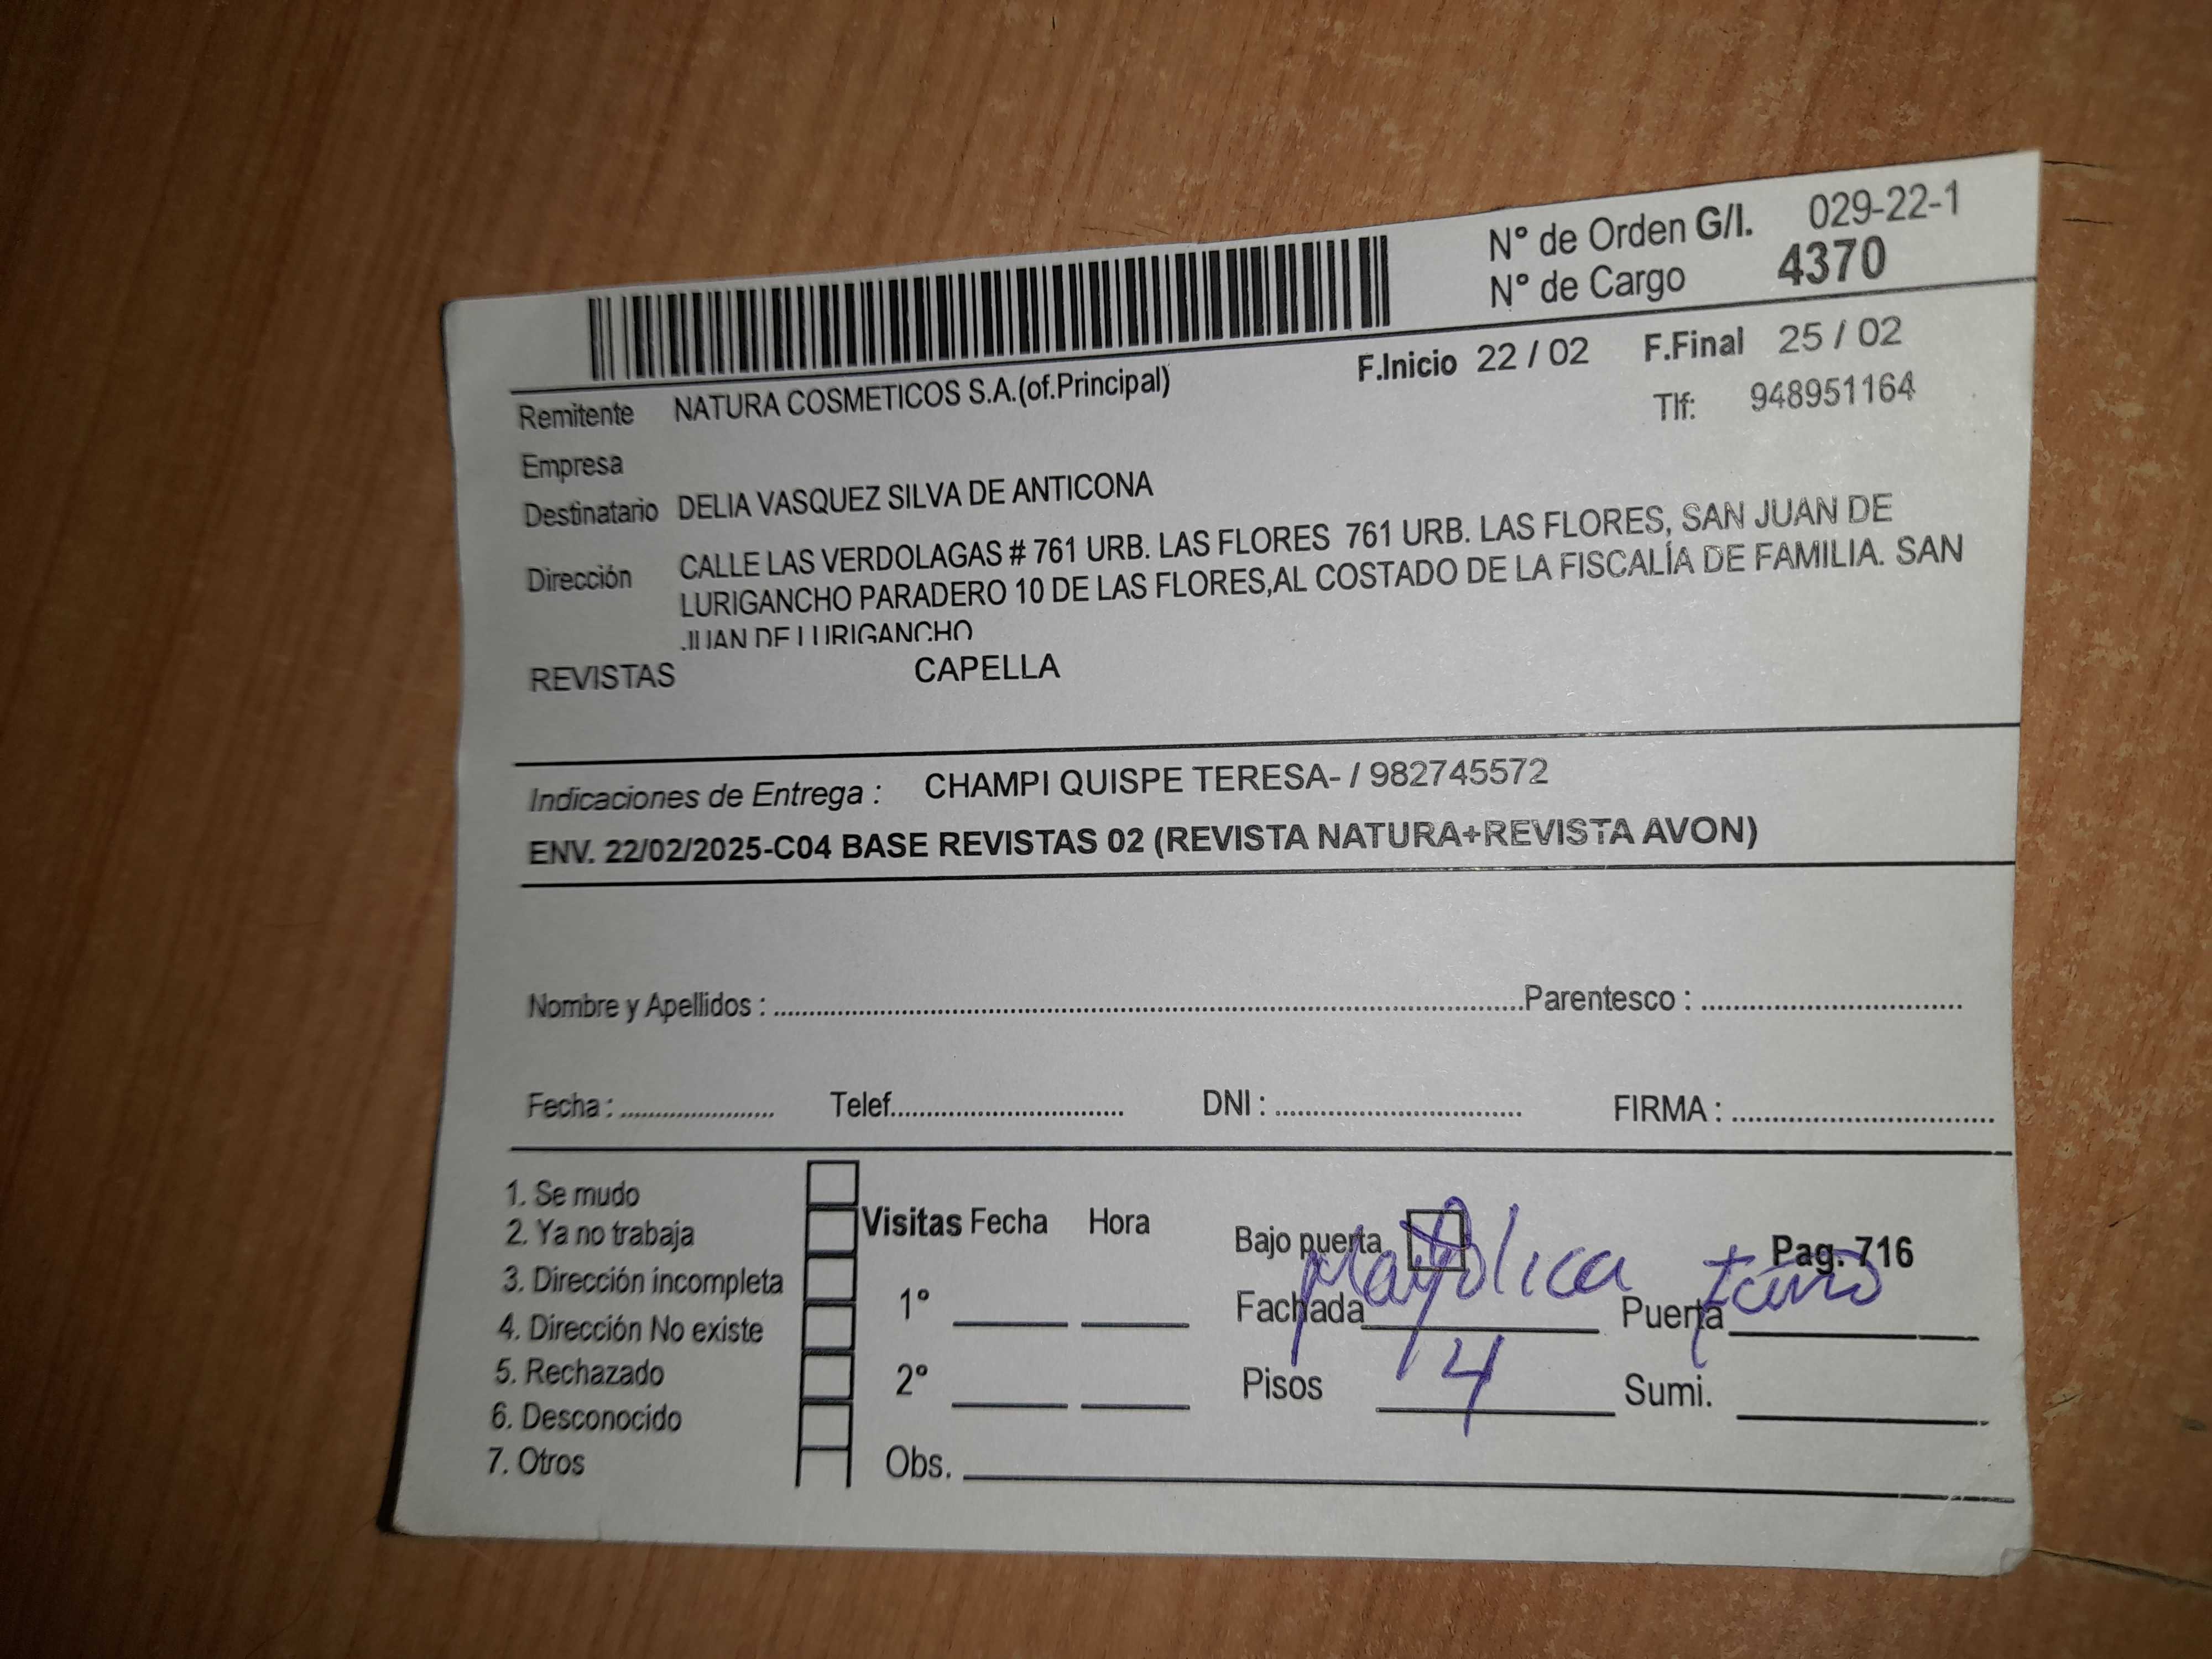 N° de Orden G/I. 029-22-1
N° de Cargo 4370
F.Inicio 22 / 02 F.Final 25 / 02
Remitente NATURA COSMETICOS S.A.(of.Principal) Tlf: 948951164
Empresa
Destinatario DELIA VASQUEZ SILVA DE ANTICONA
Dirección CALLE LAS VERDOLAGAS # 761 URB. LAS FLORES 761 URB. LAS FLORES, SAN JUAN DE
LURIGANCHO PARADERO 10 DE LAS FLORES,AL COSTADO DE LA FISCALÍA DE FAMILIA. SAN
JUAN DE LURIGANCHO
REVISTAS CAPELLA
Indicaciones de Entrega : CHAMPI QUISPE TERESA- / 982745572
ENV. 22/02/2025-C04 BASE REVISTAS 02 (REVISTA NATURA+REVISTA AVON)
Nombre y Apellidos : Parentesco :
Fecha : Telef. DNI : FIRMA :
1. Se mudo
2. Ya no trabaja
3. Dirección incompleta
4. Dirección No existe
5. Rechazado
6. Desconocido
7. Otros
Visitas Fecha Hora
1°
2°
Obs.
Bajo puerta Pag. 716
Fachada mayolica Puerta
Pisos 4 Sumi.